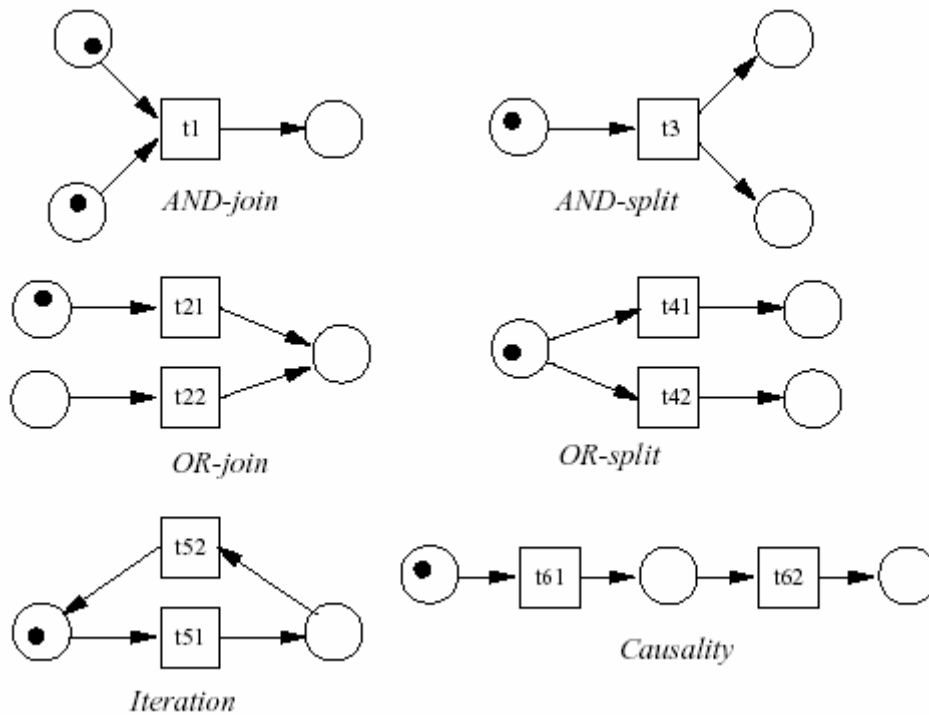 t1
AND-join
t3
AND-split
t21
t22
OR-join
t41
t42
OR-split
t52
t51
Iteration
t61
t62
Causality